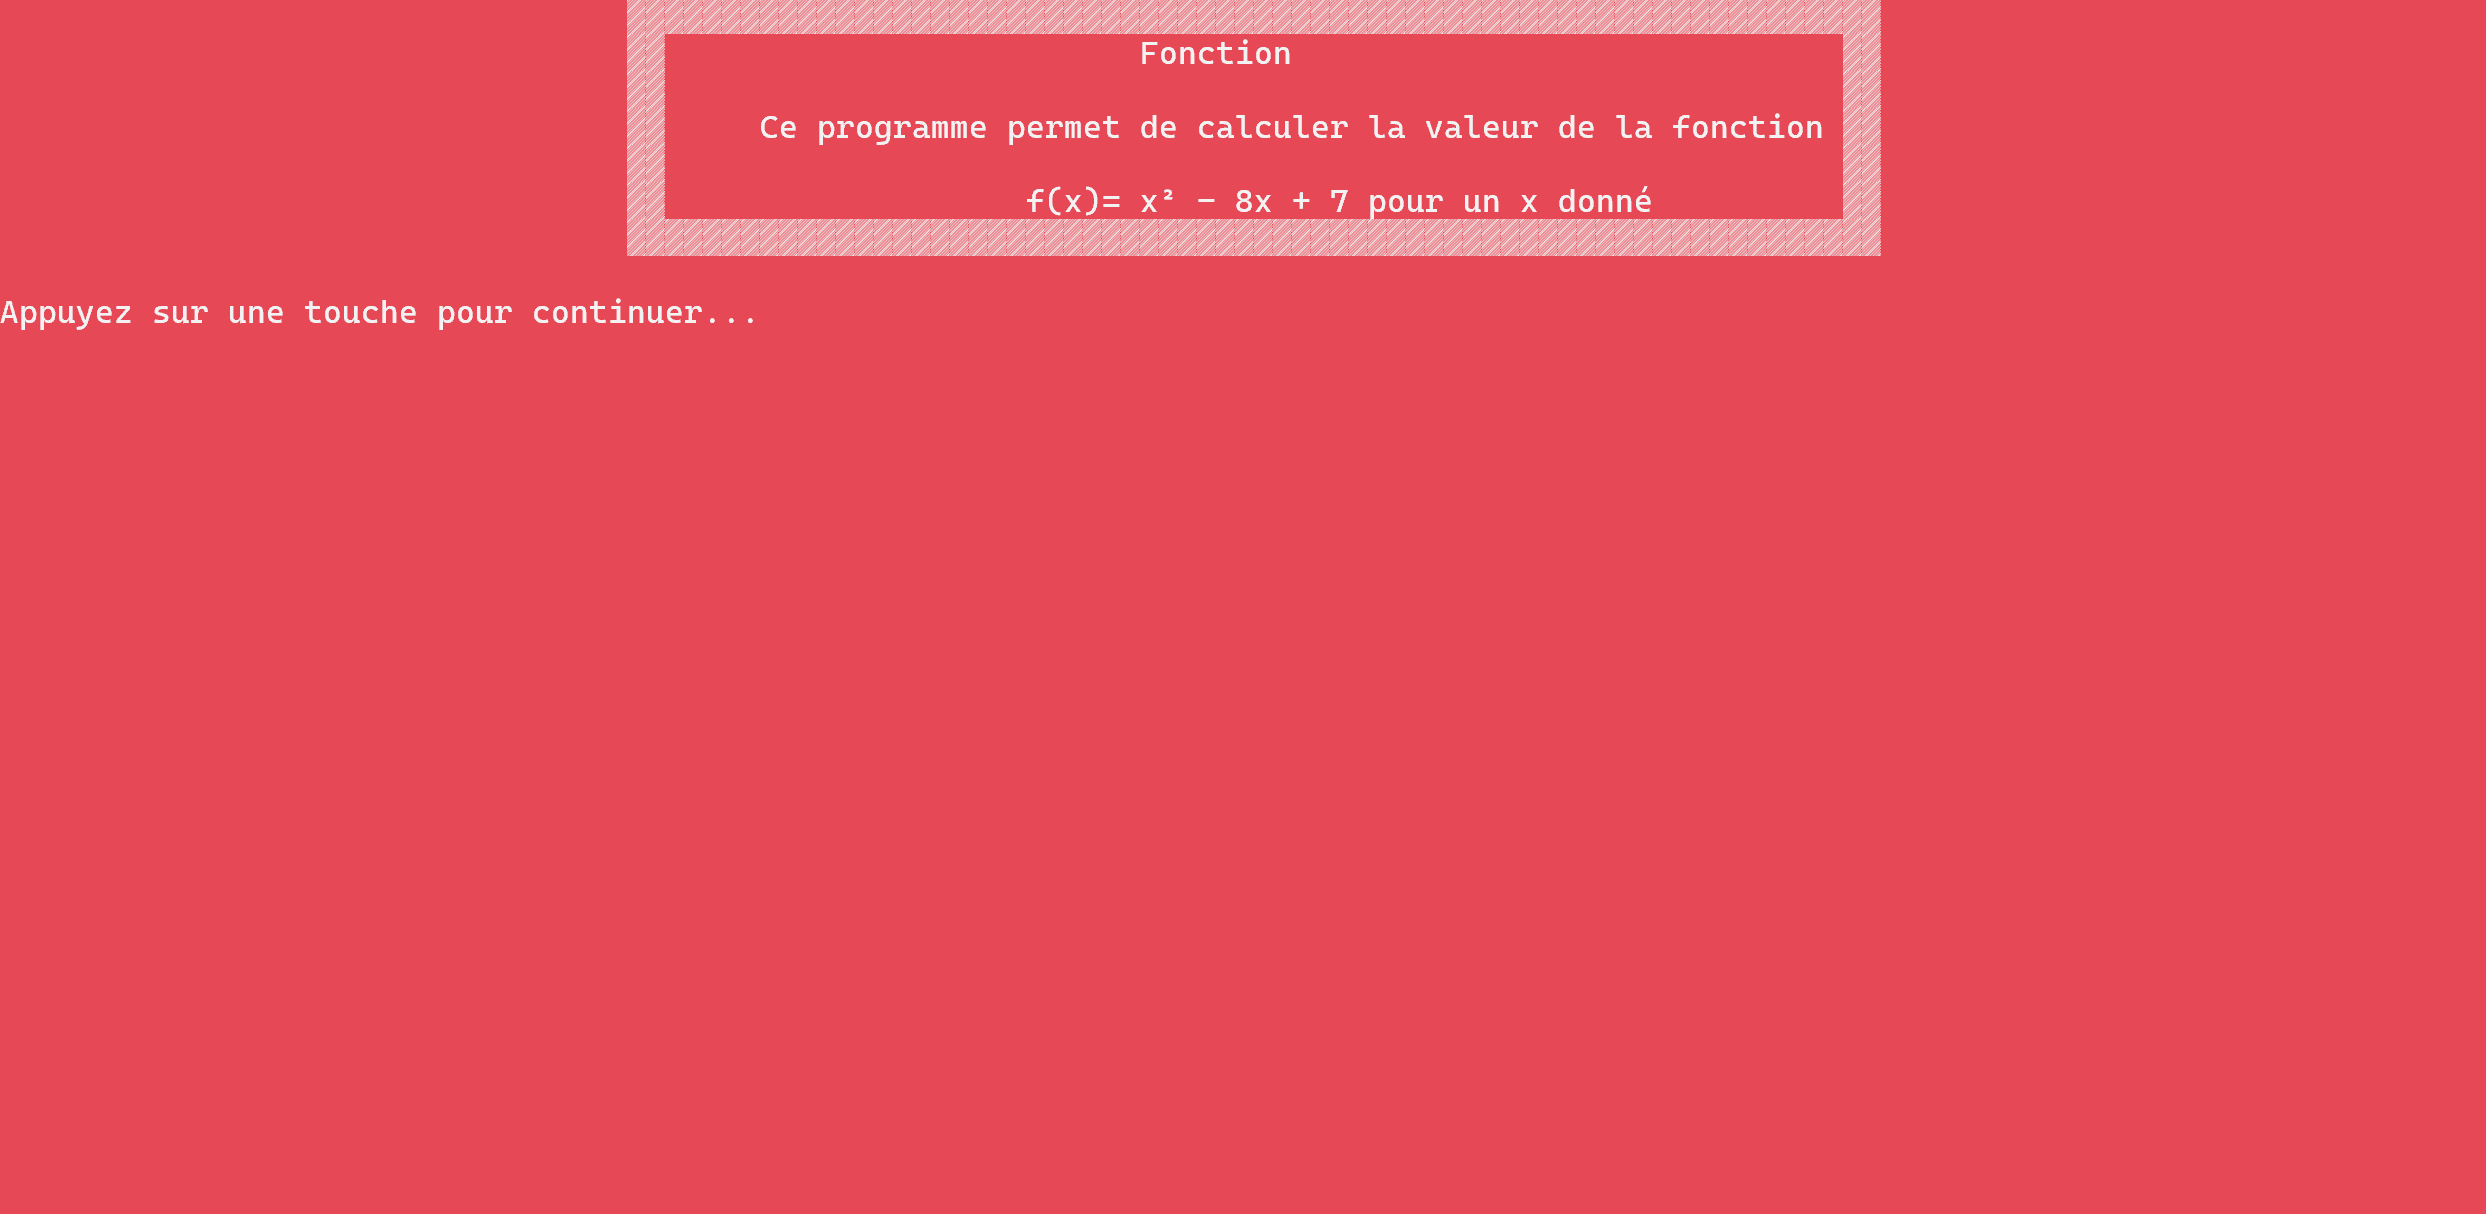 Fonction
Ce programme permet de calculer la valeur de la fonction
f(x)= x² - 8x + 7 pour un x donné
Appuyez sur une touche pour continuer...